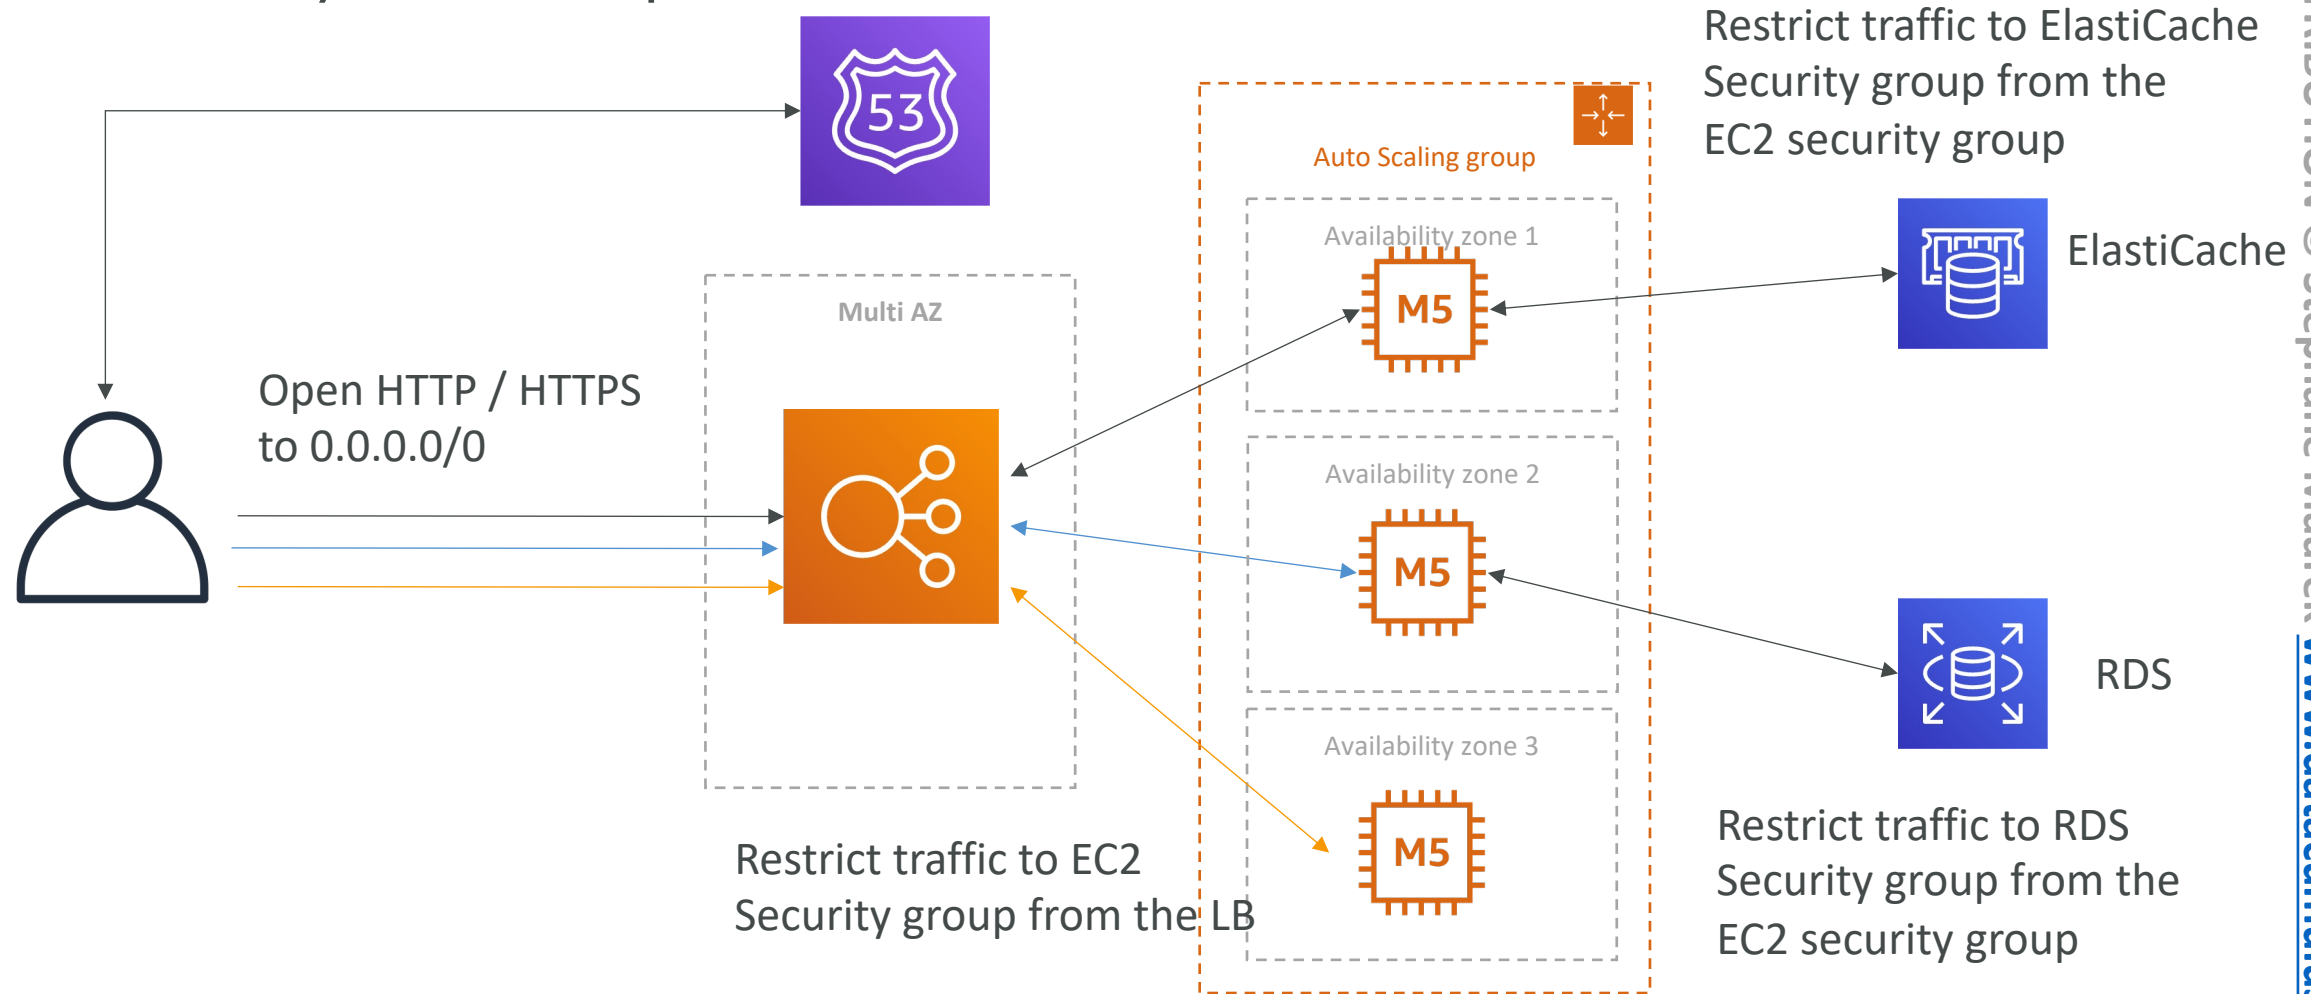 53
Restrict traffic to ElastiCache
Security group from the
EC2 security group
Auto Scaling group
Availability zone 1
M5
ElastiCache
Multi AZ
Open HTTP / HTTPS
to 0.0.0.0/0
Availability zone 2
M5
RDS
Availability zone 3
M5
Restrict traffic to EC2
Security group from the LB
Restrict traffic to RDS
Security group from the
EC2 security group
© Stephane Maarek